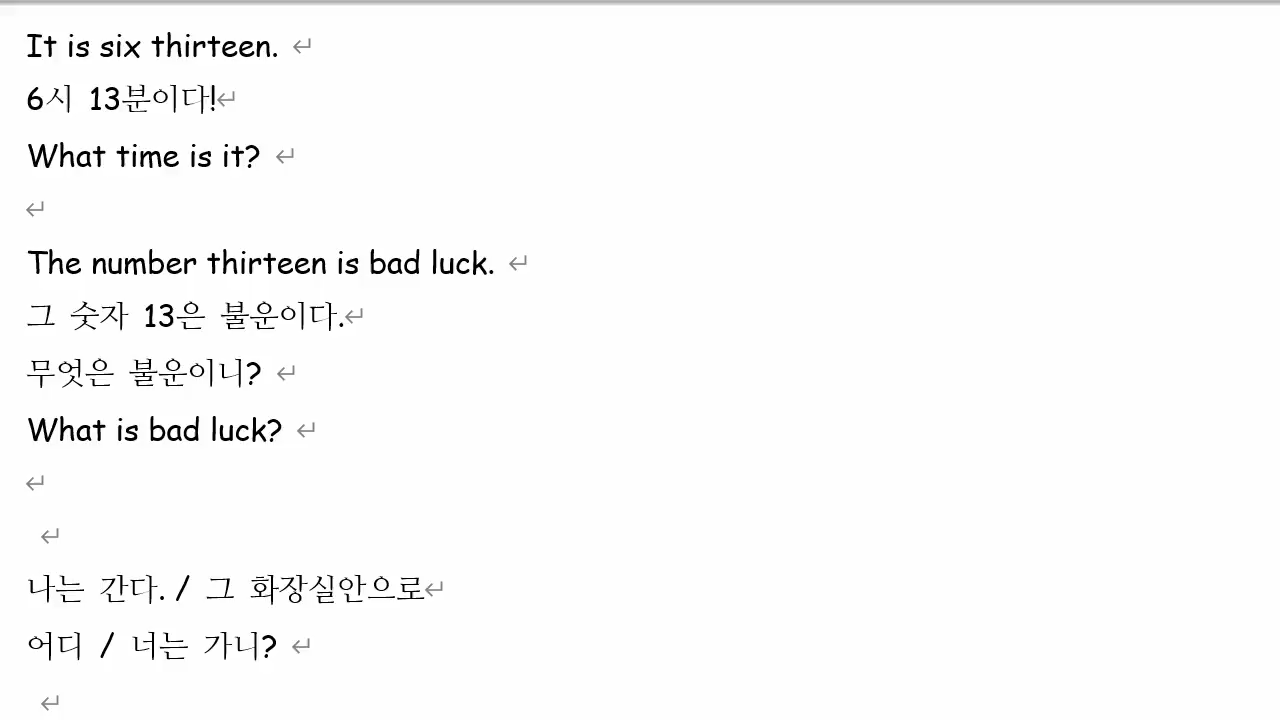 It is six thirteen.
6시 13분이다!
What time is it?
The number thirteen is bad luck.
그 숫자 13은 불운이다.
무엇은 불운이니?
What is bad luck?
나는 간다. / 그 화장실안으로
어디 / 너는 가니?